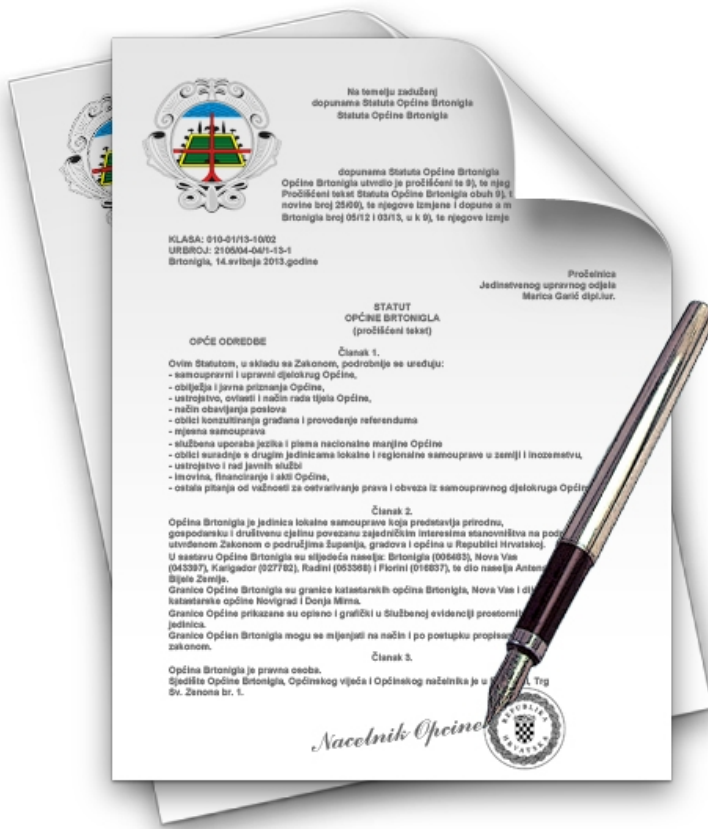 Na temelju zaduženj
dopunama Statuta Općine Brtonigla
Statuta Općine Brtonigla
dopunama Statuta Općine Brtonigla
Općine Brtonigla utvrdio je pročišćeni te 9), te njeg
Pročišćeni tekst Statuta Općine Brtonigla obuh 9), t
novine broj 25/09), te njegove izmjene i dopune a m
Brtonigla broj 05/12 i 03/13, u k 9), te njegove izmje
KLASA: 010-01/13-10/02
URBROJ: 2105/04-04/1-13-1
Brtonigla, 14.svibnja 2013.godine
Pročelnica
Jedinstvenog upravnog odjela
Marica Garić dipl.iur.
STATUT
OPĆINE BRTONIGLA
(pročišćeni tekst)
OPĆE ODREDBE
Članak 1.
Ovim Statutom, u skladu sa Zakonom, podrobnije se uređuju:
- samoupravni i upravni djelokrug Općine,
- obilježja i javna priznanja Općine,
- ustrojstvo, ovlasti i način rada tijela Općine,
- način obavljanja poslova
- oblici konzultiranja građana i provođenje referenduma
- mjesna samouprava
- službena uporaba jezika i pisma nacionalne manjine Općine
- oblici suradnje s drugim jedinicama lokalne i regionalne samouprave u zemlji i inozemstvu,
- ustrojstvo i rad javnih službi
- imovina, financiranje i akti Općine,
- ostala pitanja od važnosti za ostvarivanje prava i obveza iz samoupravnog djelokruga Općin
Članak 2.
Općina Brtonigla je jedinica lokalne samouprave koja predstavlja prirodnu,
gospodarsku i društvenu cjelinu povezanu zajedničkim interesima stanovništva na podr
utvrđenom Zakonom o područjima županija, gradova i općina u Republici Hrvatskoj.
U sastavu Općine Brtonigla su slijedeća naselja: Brtonigla (006483), Nova Vas
(043397), Karigador (027782), Radini (053368) i Fiorini (016837), te dio naselja Antena
Bijele Zemlje.
Granice Općine Brtonigla su granice katastarskih općina Brtonigla, Nova Vas i di
katastarske općine Novigrad i Donja Mirna.
Granice Općine prikazane su opisno i grafički u Službenoj evidenciji prostornih
jedinica.
Granice Općien Brtonigla mogu se mijenjati na način i po postupku propisa
zakonom.
Članak 3.
Općina Brtonigla je pravna osoba.
Sjedište Općine Brtonigla, Općinskog vijeća i Općinskog načelnika je u Trg
Sv. Zenona br. 1.
Nacelnik Opcine
REPUBLIKA
HRVATSKA